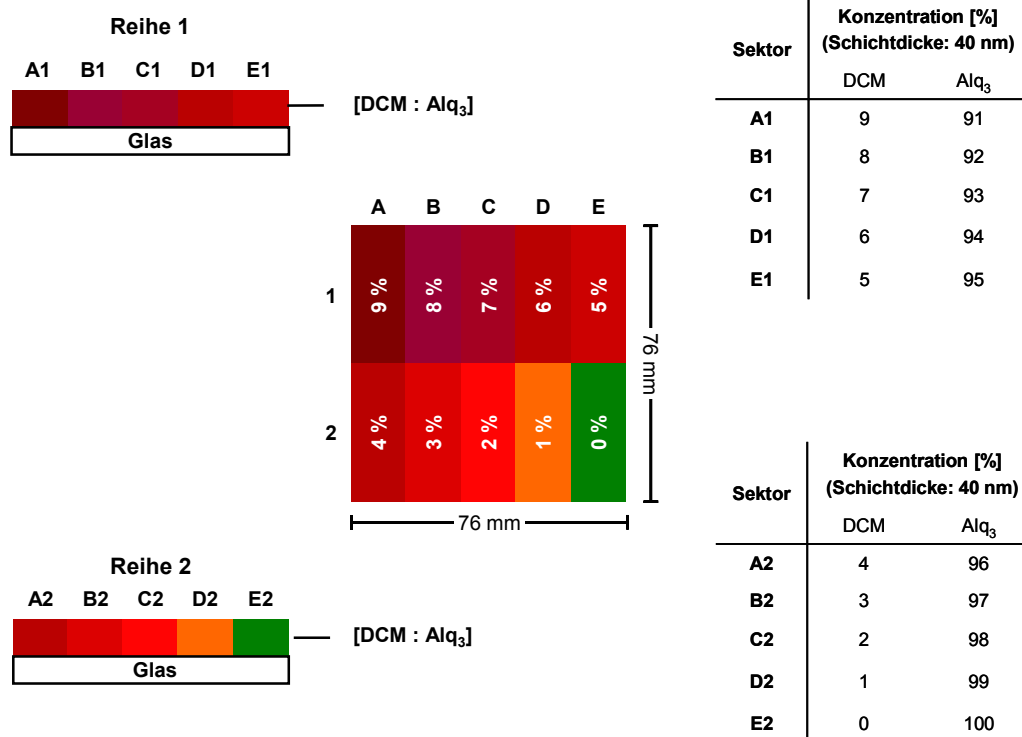 Reihe 1
A1 B1 C1 D1 E1
[DCM : Alq3]
Glas
Konzentration [%]
(Schichtdicke: 40 nm)
Sektor
DCM Alq3
A1 9 91
B1 8 92
C1 7 93
D1 6 94
E1 5 95
A B C D E
1
9 % 8 % 7 % 6 % 5 %
2
4 % 3 % 2 % 1 % 0 %
76 mm
76 mm
Reihe 2
A2 B2 C2 D2 E2
[DCM : Alq3]
Glas
Konzentration [%]
(Schichtdicke: 40 nm)
Sektor
DCM Alq3
A2 4 96
B2 3 97
C2 2 98
D2 1 99
E2 0 100